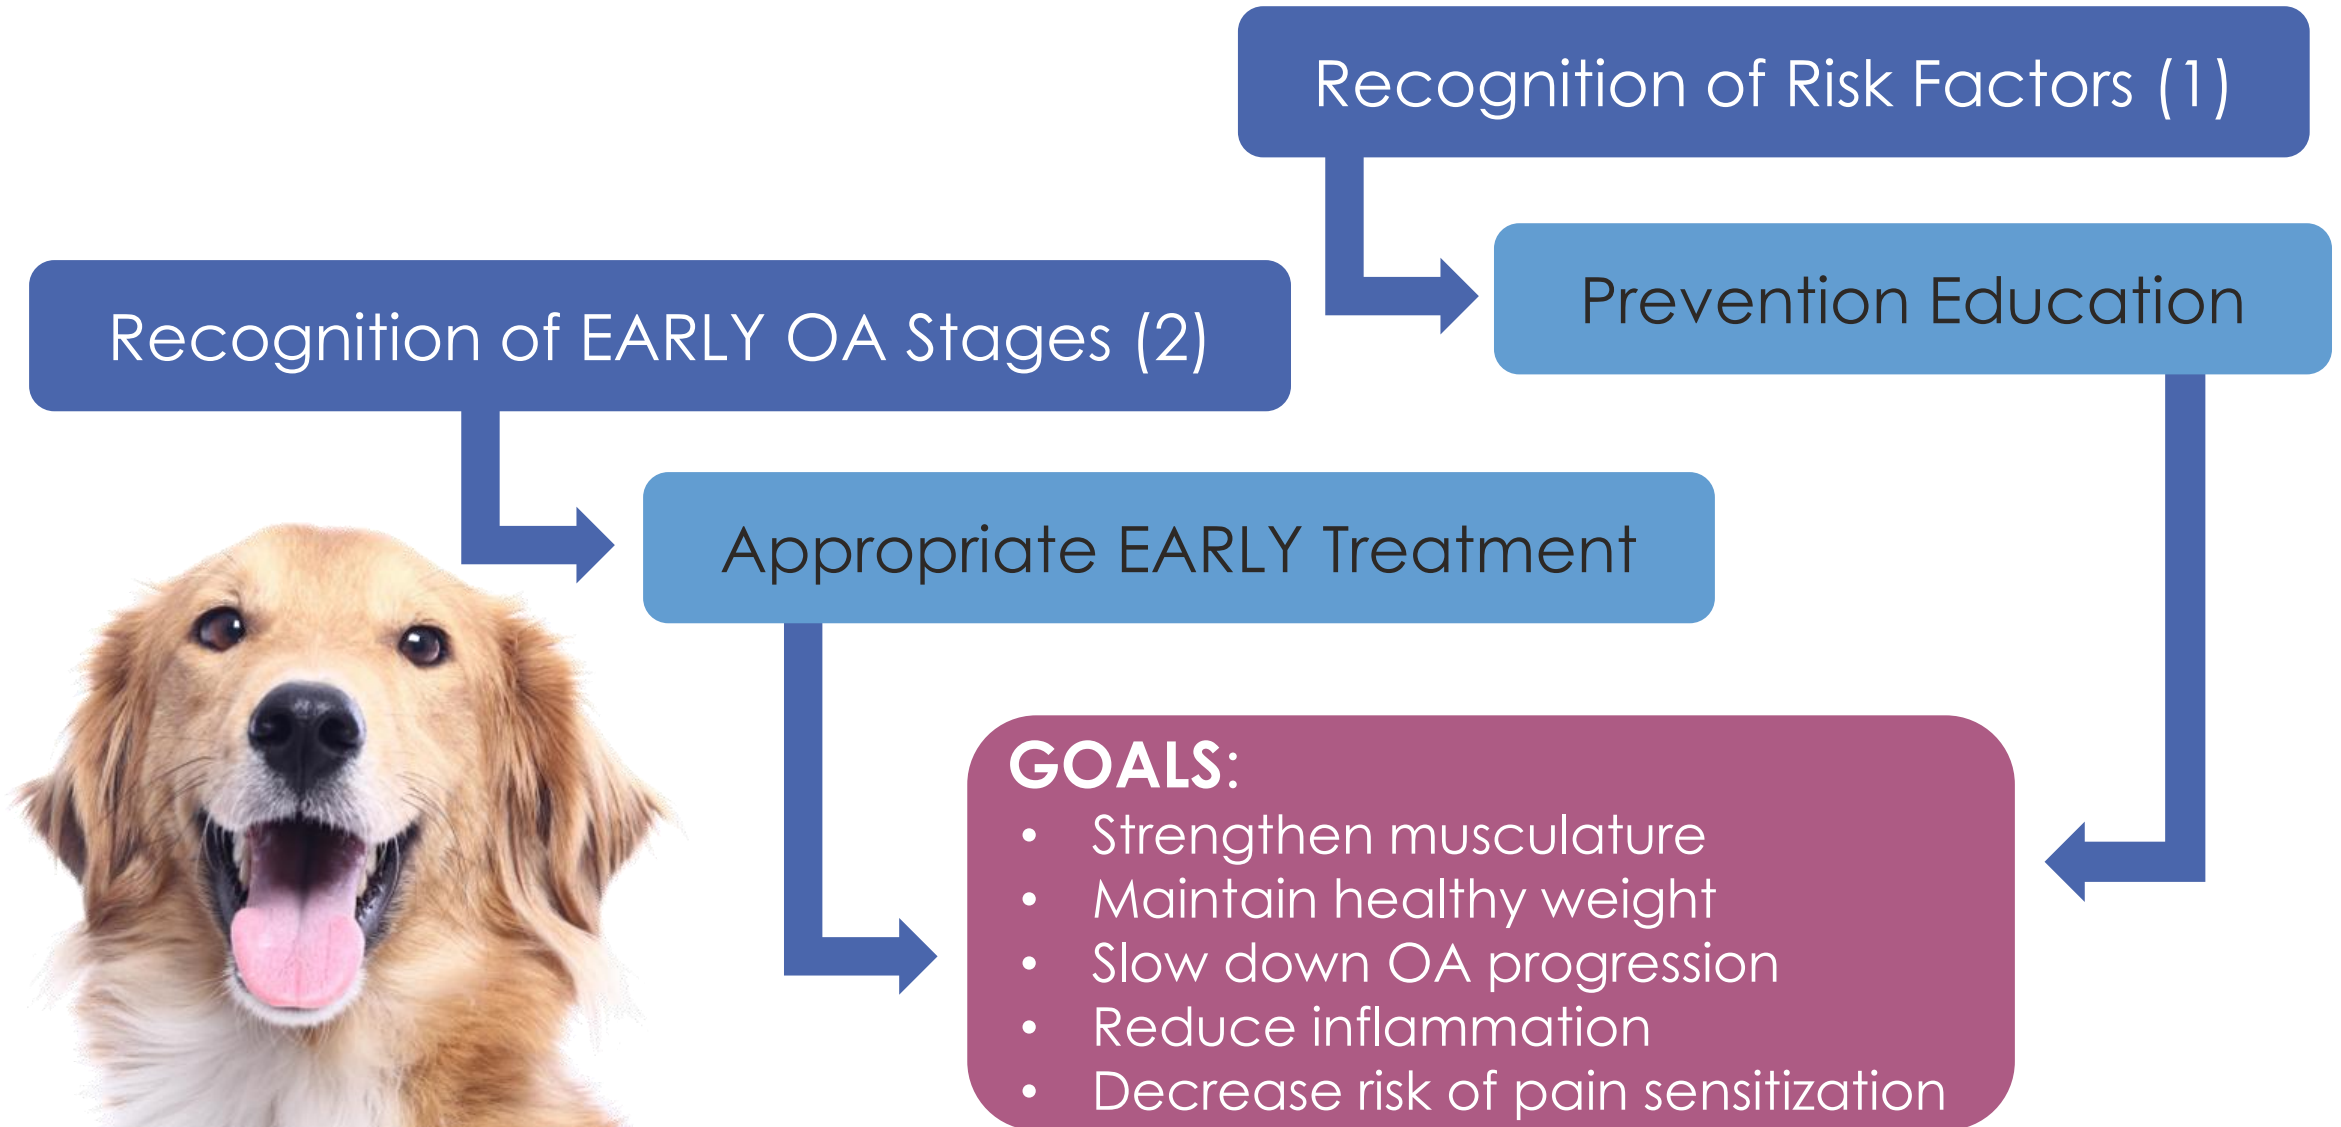 Recognition of Risk Factors (1)
Prevention Education
Recognition of EARLY OA Stages (2)
Appropriate EARLY Treatment
GOALS:
• Strengthen musculature
• Maintain healthy weight
• Slow down OA progression
• Reduce inflammation
• Decrease risk of pain sensitization